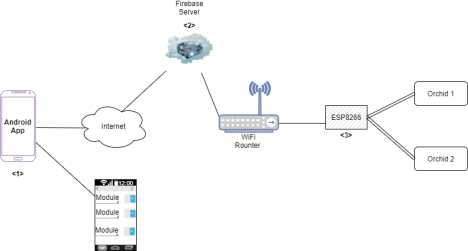 Firebase
Server
<2>
Android
App
<1>
Internet
WiFi
Rounter
ESP8266
<3>
Orchid 1
Orchid 2
12:00
Module
Module
Module